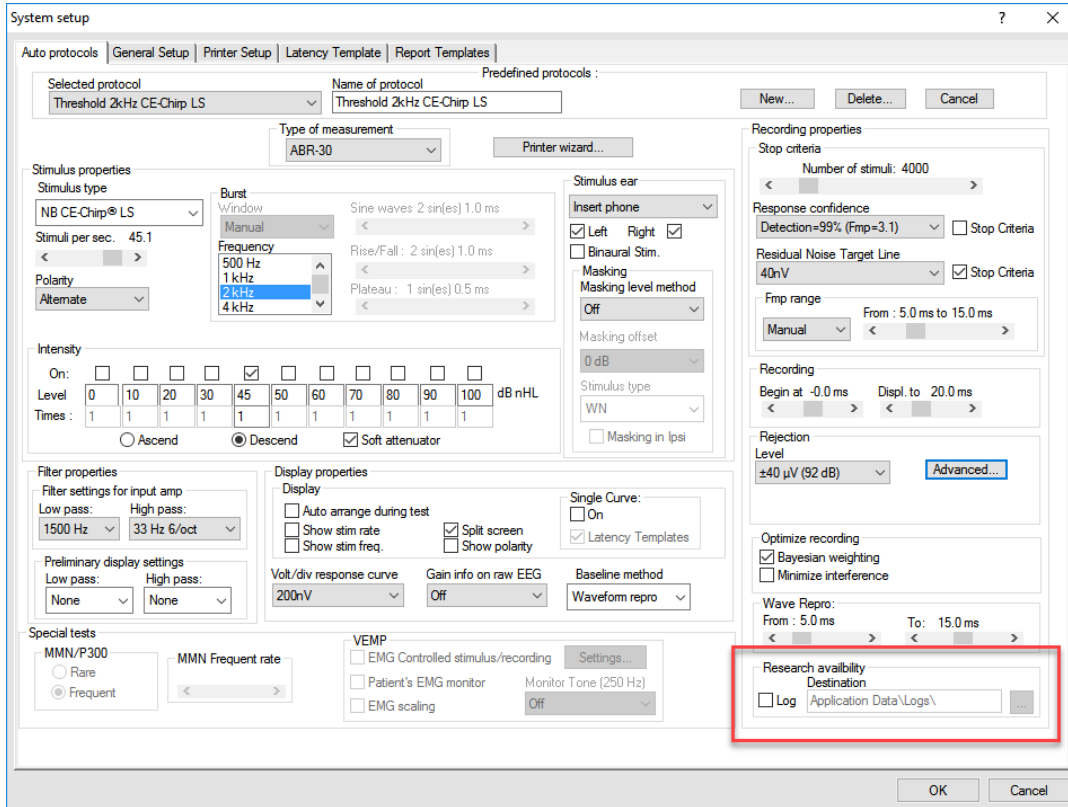 System setup
? ×
Auto protocols General Setup Printer Setup Latency Template Report Templates
Predefined protocols :
Selected protocol
Threshold 2kHz CE-Chirp LS
Name of protocol
Threshold 2kHz CE-Chirp LS
New... Delete... Cancel
Type of measurement
ABR-30
Printer wizard...
Stimulus properties
Stimulus type
NB CE-Chirp® LS
Stimuli per sec. 45.1
Polarity
Alternate
Burst
Window
Manual
Frequency
500 Hz
1 kHz
2 kHz
4 kHz
Sine waves 2 sin(es) 1.0 ms
Rise/Fall : 2 sin(es) 1.0 ms
Plateau : 1 sin(es) 0.5 ms
Stimulus ear
Insert phone
Left Right
Binaural Stim.
Masking
Masking level method
Off
Masking offset
0 dB
Stimulus type
WN
Masking in Ipsi
Intensity
On:
Level 0 10 20 30 45 50 60 70 80 90 100 dB nHL
Times : 1 1 1 1 1 1 1 1 1 1 1
Ascend Descend Soft attenuator
Filter properties
Filter settings for input amp
Low pass: High pass:
1500 Hz 33 Hz 6/oct
Preliminary display settings
Low pass: High pass:
None None
Display properties
Display
Auto arrange during test
Show stim rate Split screen
Show stim freq. Show polarity
Single Curve:
On
Latency Templates
Volt/div response curve
200nV
Gain info on raw EEG
Off
Baseline method
Waveform repro
Special tests
MMN/P300
Rare
Frequent
MMN Frequent rate
VEMP
EMG Controlled stimulus/recording Settings...
Patient's EMG monitor
EMG scaling
Monitor Tone (250 Hz)
Off
Recording properties
Stop criteria
Number of stimuli: 4000
Response confidence
Detection=99% (Fmp=3.1) Stop Criteria
Residual Noise Target Line
40nV Stop Criteria
Fmp range
From : 5.0 ms to 15.0 ms
Manual
Recording
Begin at -0.0 ms Displ. to 20.0 ms
Rejection
Level
±40 µV (92 dB) Advanced...
Optimize recording
Bayesian weighting
Minimize interference
Wave Repro:
From : 5.0 ms To: 15.0 ms
Research availbility
Destination
Log Application Data\Logs\ ...
OK Cancel